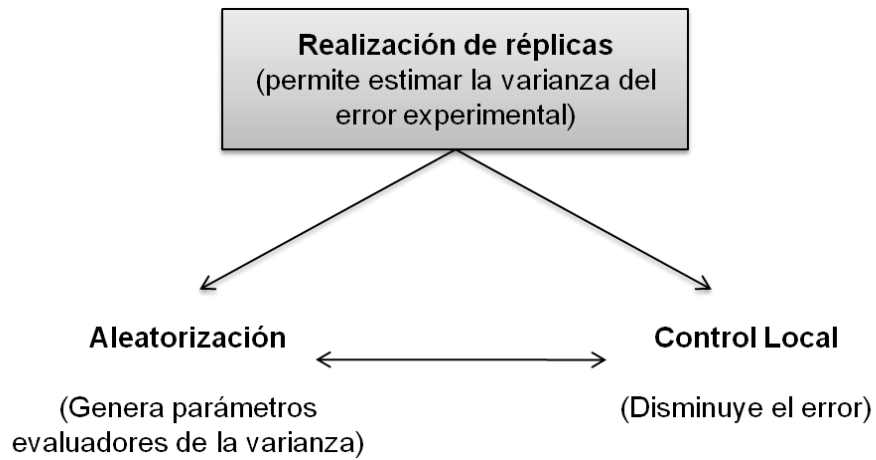 Realización de réplicas
(permite estimar la varianza del
error experimental)
Aleatorización
Control Local
(Genera parámetros
evaluadores de la varianza)
(Disminuye el error)